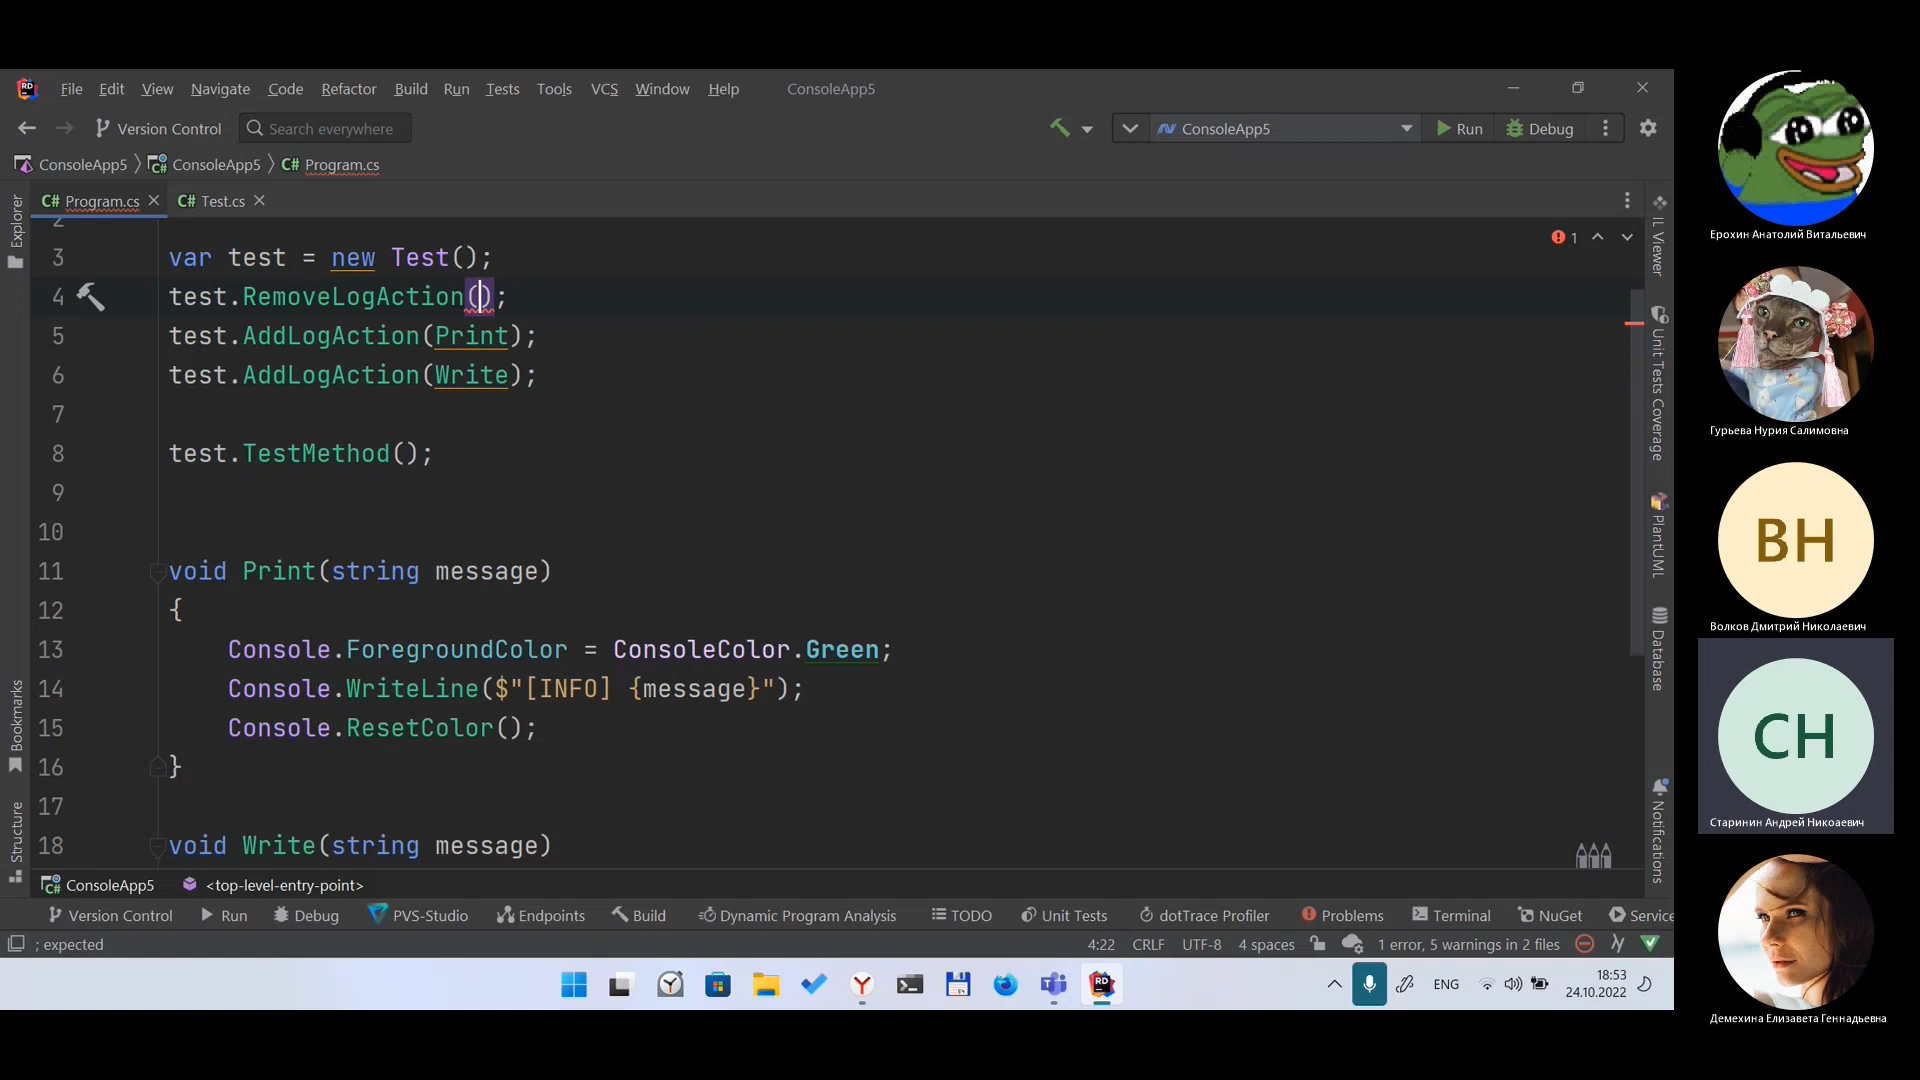 File Edit View Navigate Code Refactor Build Run Tests Tools VCS Window Help ConsoleApp5
Version Control Search everywhere ConsoleApp5 Run Debug
ConsoleApp5 ConsoleApp5 C# Program.cs
Explorer C# Program.cs C# Test.cs
2
1
3 var test = new Test();
4 test.RemoveLogAction();
5 test.AddLogAction(Print);
6 test.AddLogAction(Write);
7
8 test.TestMethod();
9
10
11 void Print(string message)
12 {
13 Console.ForegroundColor = ConsoleColor.Green;
14 Console.WriteLine($"[INFO] {message}");
15 Console.ResetColor();
16 }
17
18 void Write(string message)
Bookmarks
Structure
IL Viewer
Unit Tests Coverage
PlantUML
Database
Notifications
ConsoleApp5 <top-level-entry-point>
Version Control Run Debug PVS-Studio Endpoints Build Dynamic Program Analysis TODO Unit Tests dotTrace Profiler Problems Terminal NuGet Service
; expected 4:22 CRLF UTF-8 4 spaces 1 error, 5 warnings in 2 files
ENG
18:53
24.10.2022
Ерохин Анатолий Витальевич
Гурьева Нурия Салимовна
ВН
Волков Дмитрий Николаевич
СН
Старинин Андрей Никоаевич
Демехина Елизавета Геннадьевна